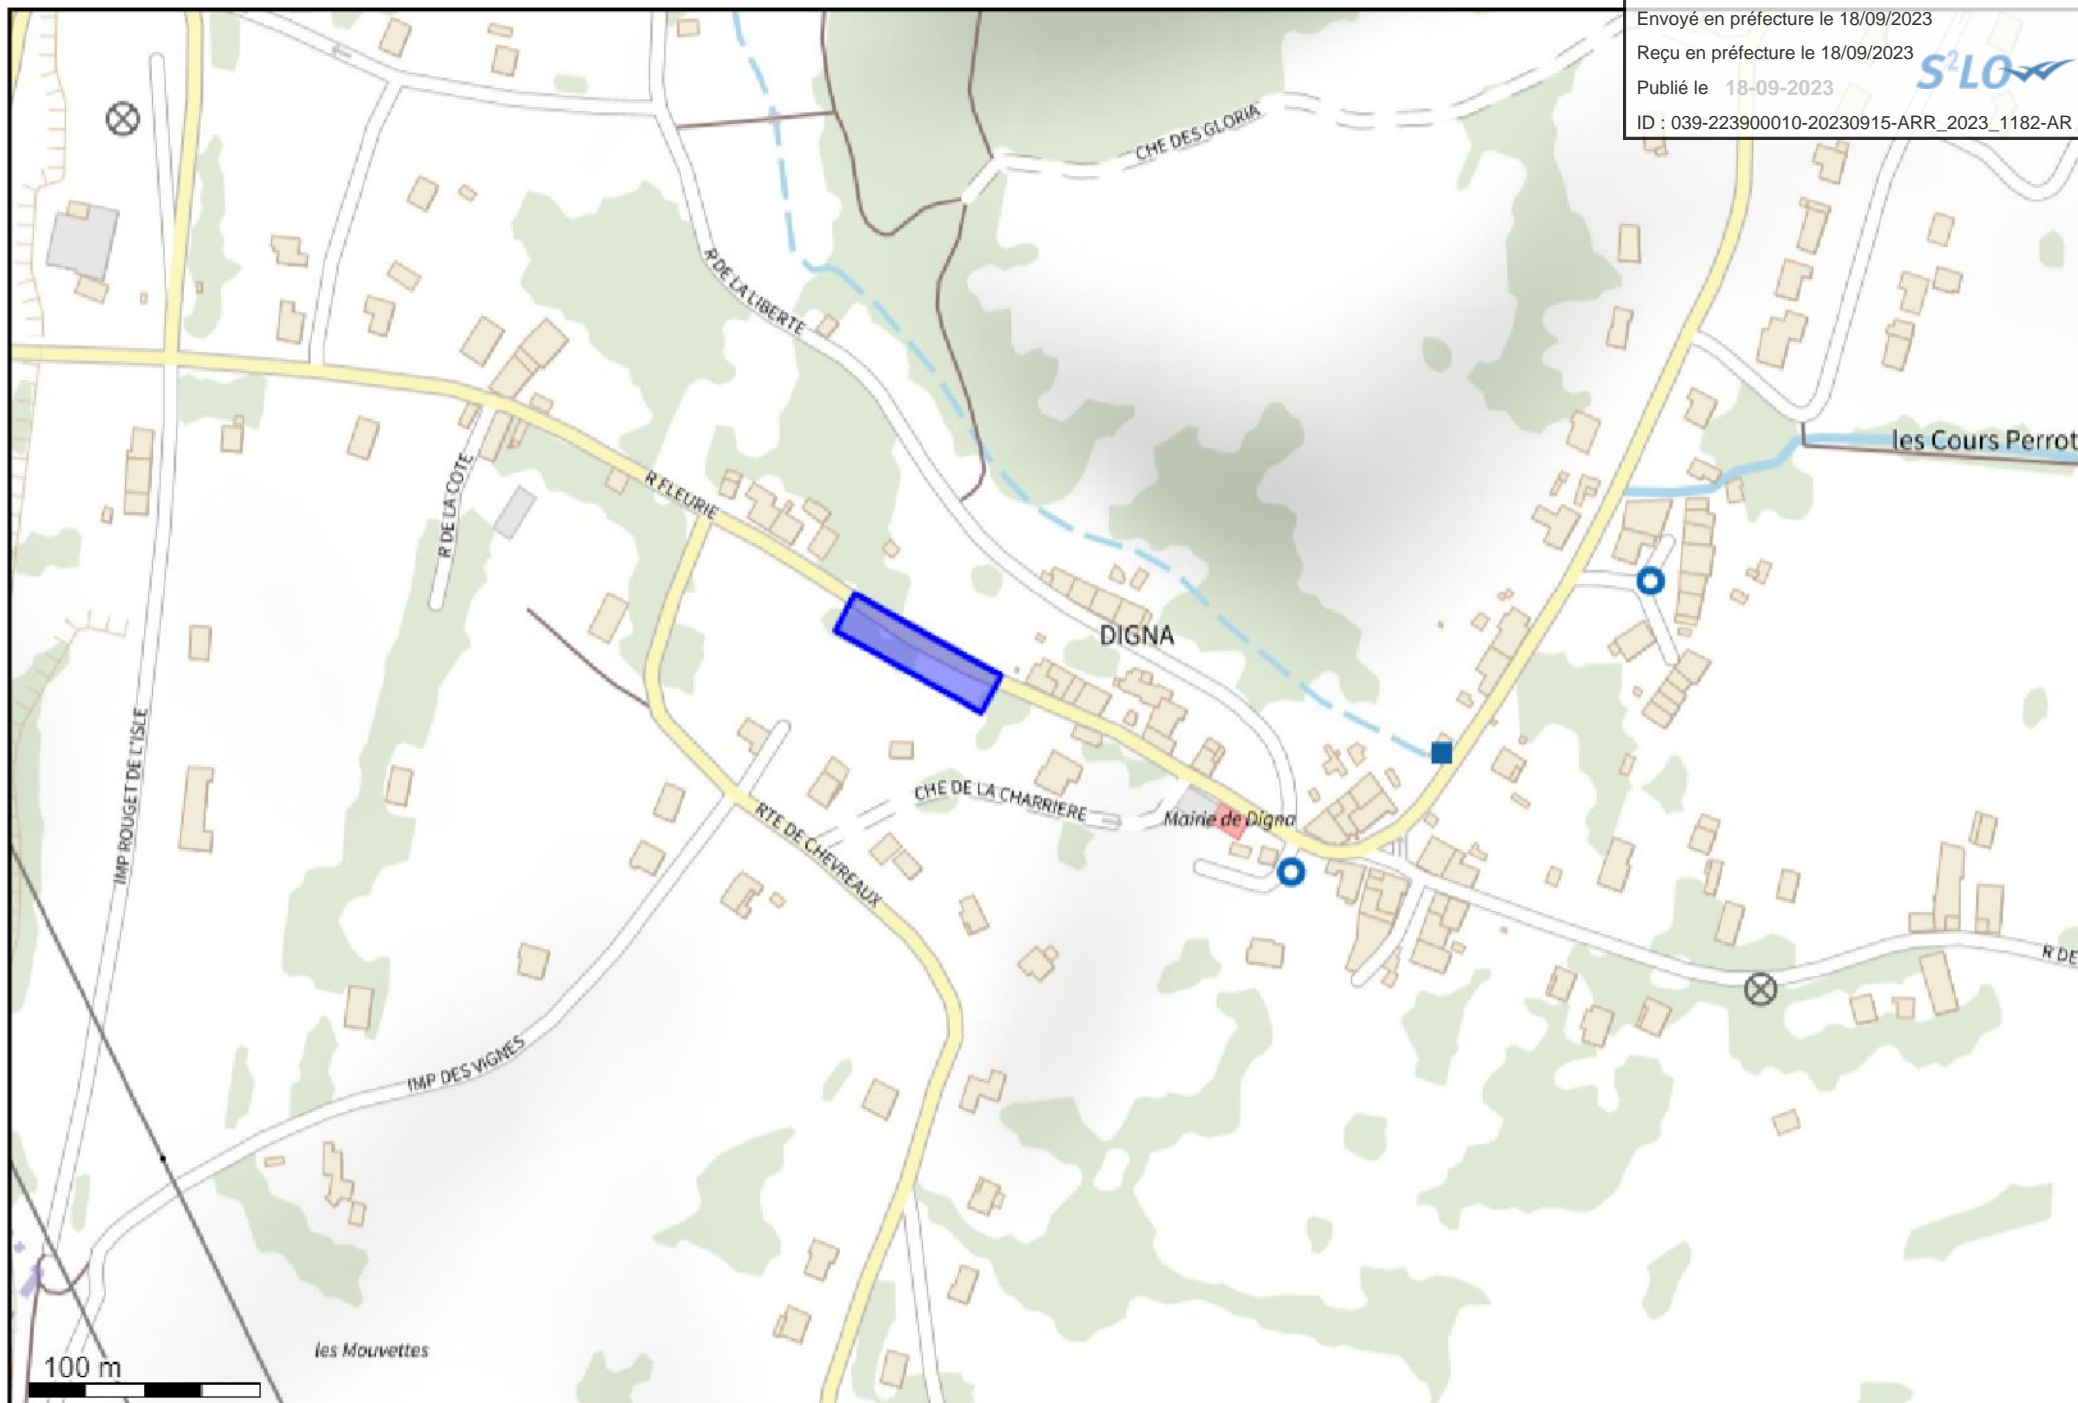 Envoyé en préfecture le 18/09/2023
Reçu en préfecture le 18/09/2023
S²LO
Publié le 18-09-2023
ID : 039-223900010-20230915-ARR_2023_1182-AR
CHE DES GLORIA
R DE LA LIBERTE
les Cours Perrot
R DE LA COTE
R FLEURIE
DIGNA
IMP ROUGET DE L'ISLE
CHE DE LA CHARRIERE
Mairie de Digna
RTE DE CHEVREAUX
R DE
IMP DES VIGNES
les Mouvettes
100 m